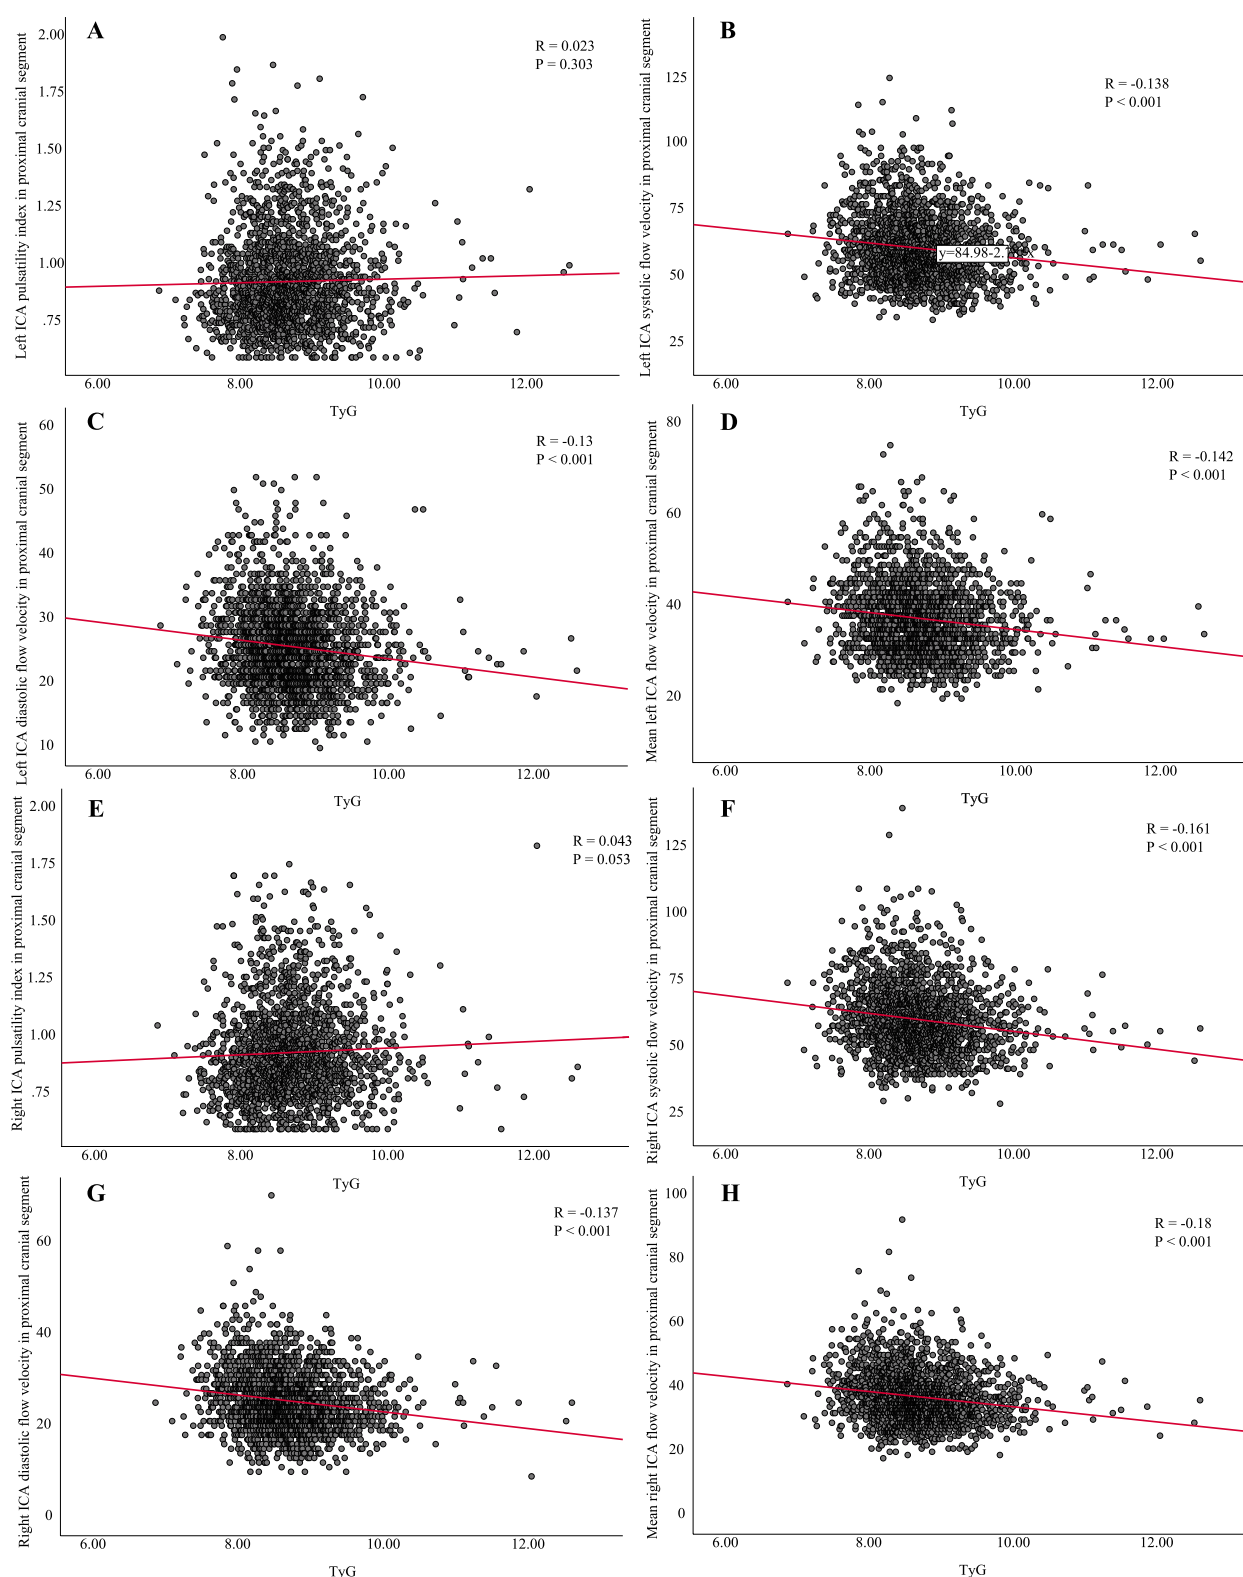 A
R = 0.023
P = 0.303
Left ICA pulsatility index in proximal cranial segment
2.00
1.75
1.50
1.25
1.00
.75
6.00 8.00 10.00 12.00
TyG
B
R = -0.138
P < 0.001
y=84.98-2.
Left ICA systolic flow velocity in proximal cranial segment
125
100
75
50
25
6.00 8.00 10.00 12.00
TyG
C
R = -0.13
P < 0.001
Left ICA diastolic flow velocity in proximal cranial segment
60
50
40
30
20
10
6.00 8.00 10.00 12.00
TyG
D
R = -0.142
P < 0.001
Mean left ICA flow velocity in proximal cranial segment
80
60
40
20
6.00 8.00 10.00 12.00
TyG
E
R = 0.043
P = 0.053
Right ICA pulsatility index in proximal cranial segment
2.00
1.75
1.50
1.25
1.00
.75
6.00 8.00 10.00 12.00
TyG
F
R = -0.161
P < 0.001
Right ICA systolic flow velocity in proximal cranial segment
125
100
75
50
25
6.00 8.00 10.00 12.00
TyG
G
R = -0.137
P < 0.001
Right ICA diastolic flow velocity in proximal cranial segment
60
40
20
0
6.00 8.00 10.00 12.00
TyG
H
R = -0.18
P < 0.001
Mean right ICA flow velocity in proximal cranial segment
100
80
60
40
20
0
6.00 8.00 10.00 12.00
TyG